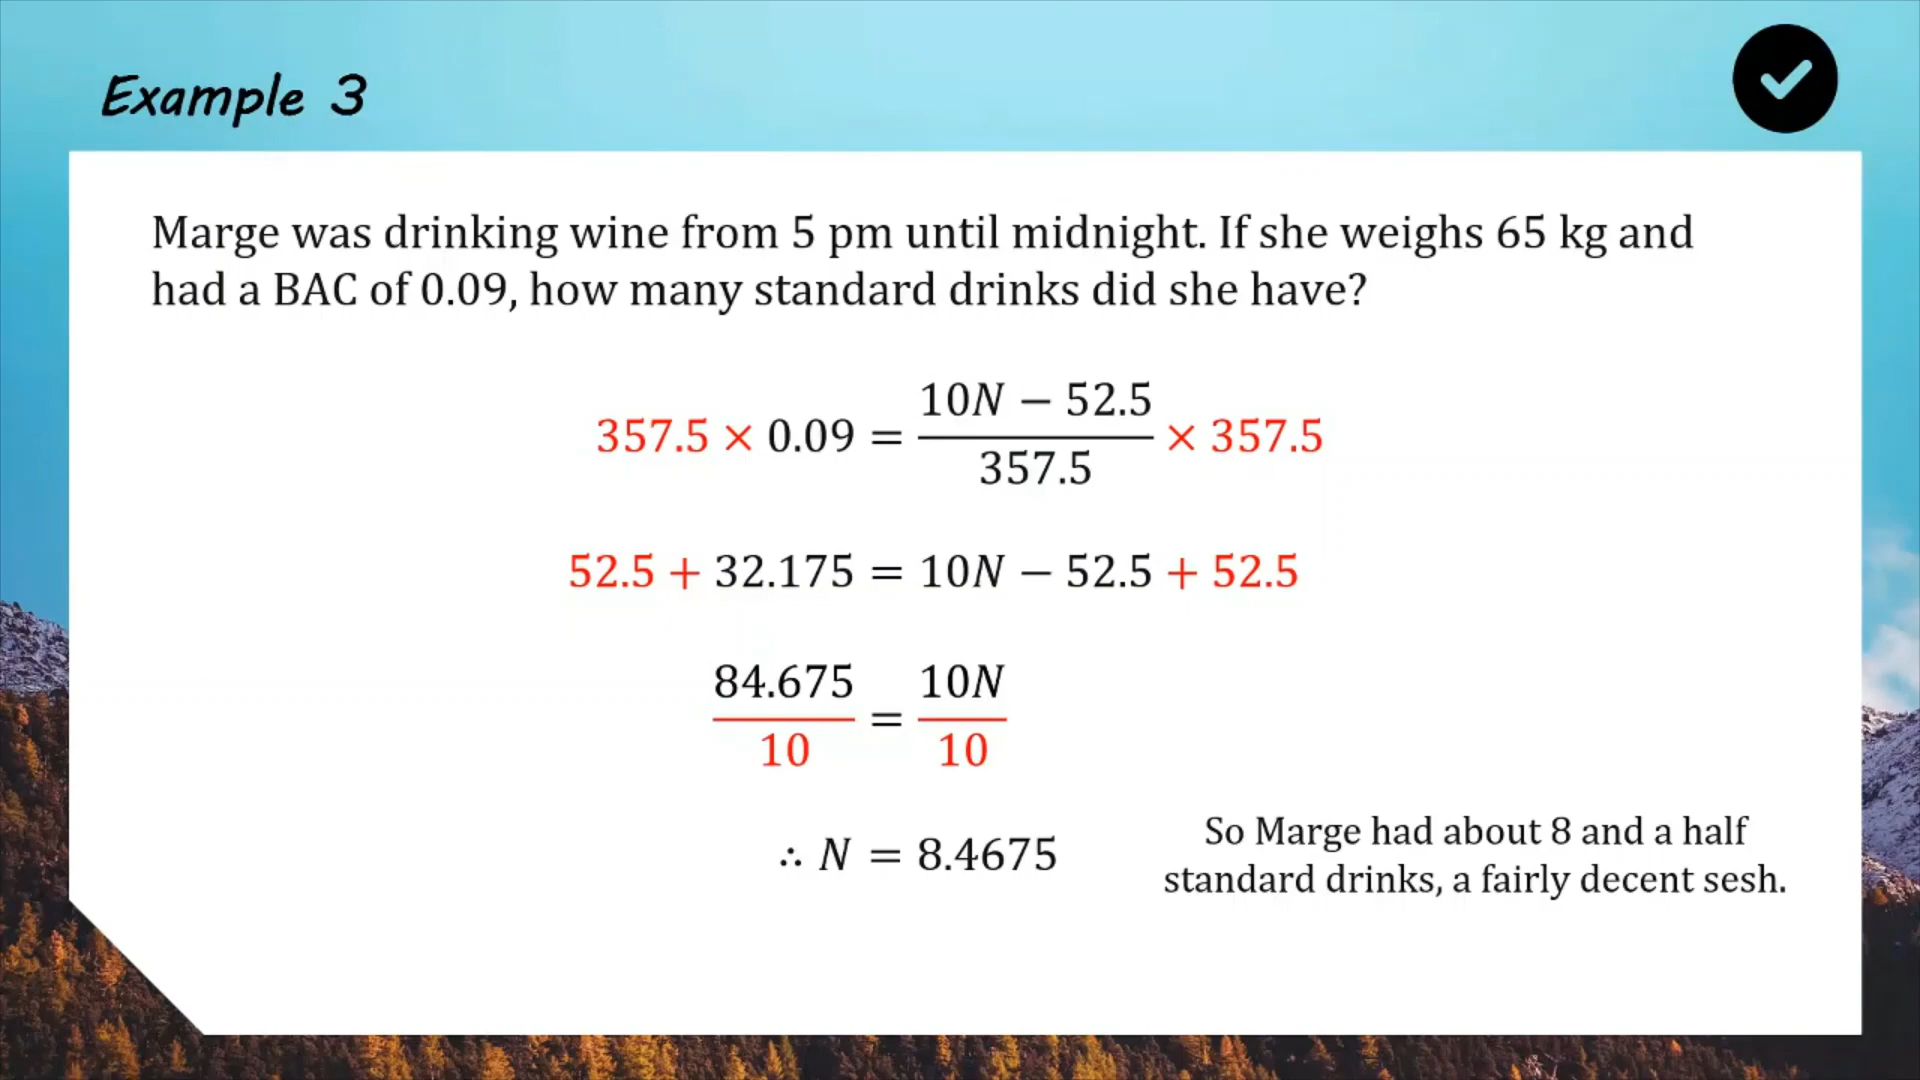 Example 3
Marge was drinking wine from 5 pm until midnight. If she weighs 65 kg and
had a BAC of 0.09, how many standard drinks did she have?
357.5 × 0.09 = (10N − 52.5)/357.5 × 357.5
52.5 + 32.175 = 10N − 52.5 + 52.5
84.675/10 = 10N/10
∴ N = 8.4675
So Marge had about 8 and a half
standard drinks, a fairly decent sesh.